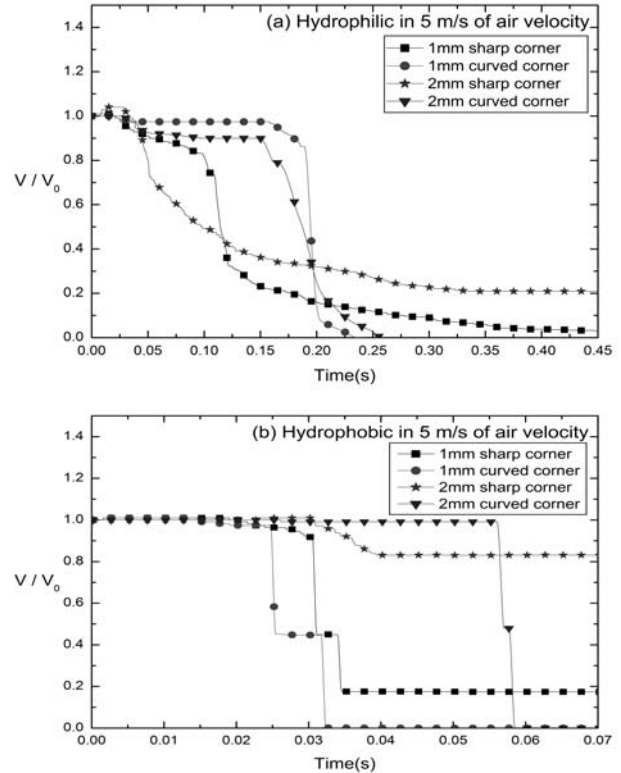 (a) Hydrophilic in 5 m/s of air velocity
1mm sharp corner
1mm curved corner
2mm sharp corner
2mm curved corner
1.4
1.2
1.0
0.8
0.6
0.4
0.2
0.0
V / V₀
0.00 0.05 0.10 0.15 0.20 0.25 0.30 0.35 0.40 0.45
Time(s)
(b) Hydrophobic in 5 m/s of air velocity
1mm sharp corner
1mm curved corner
2mm sharp corner
2mm curved corner
1.4
1.2
1.0
0.8
0.6
0.4
0.2
0.0
V / V₀
0.00 0.01 0.02 0.03 0.04 0.05 0.06 0.07
Time(s)